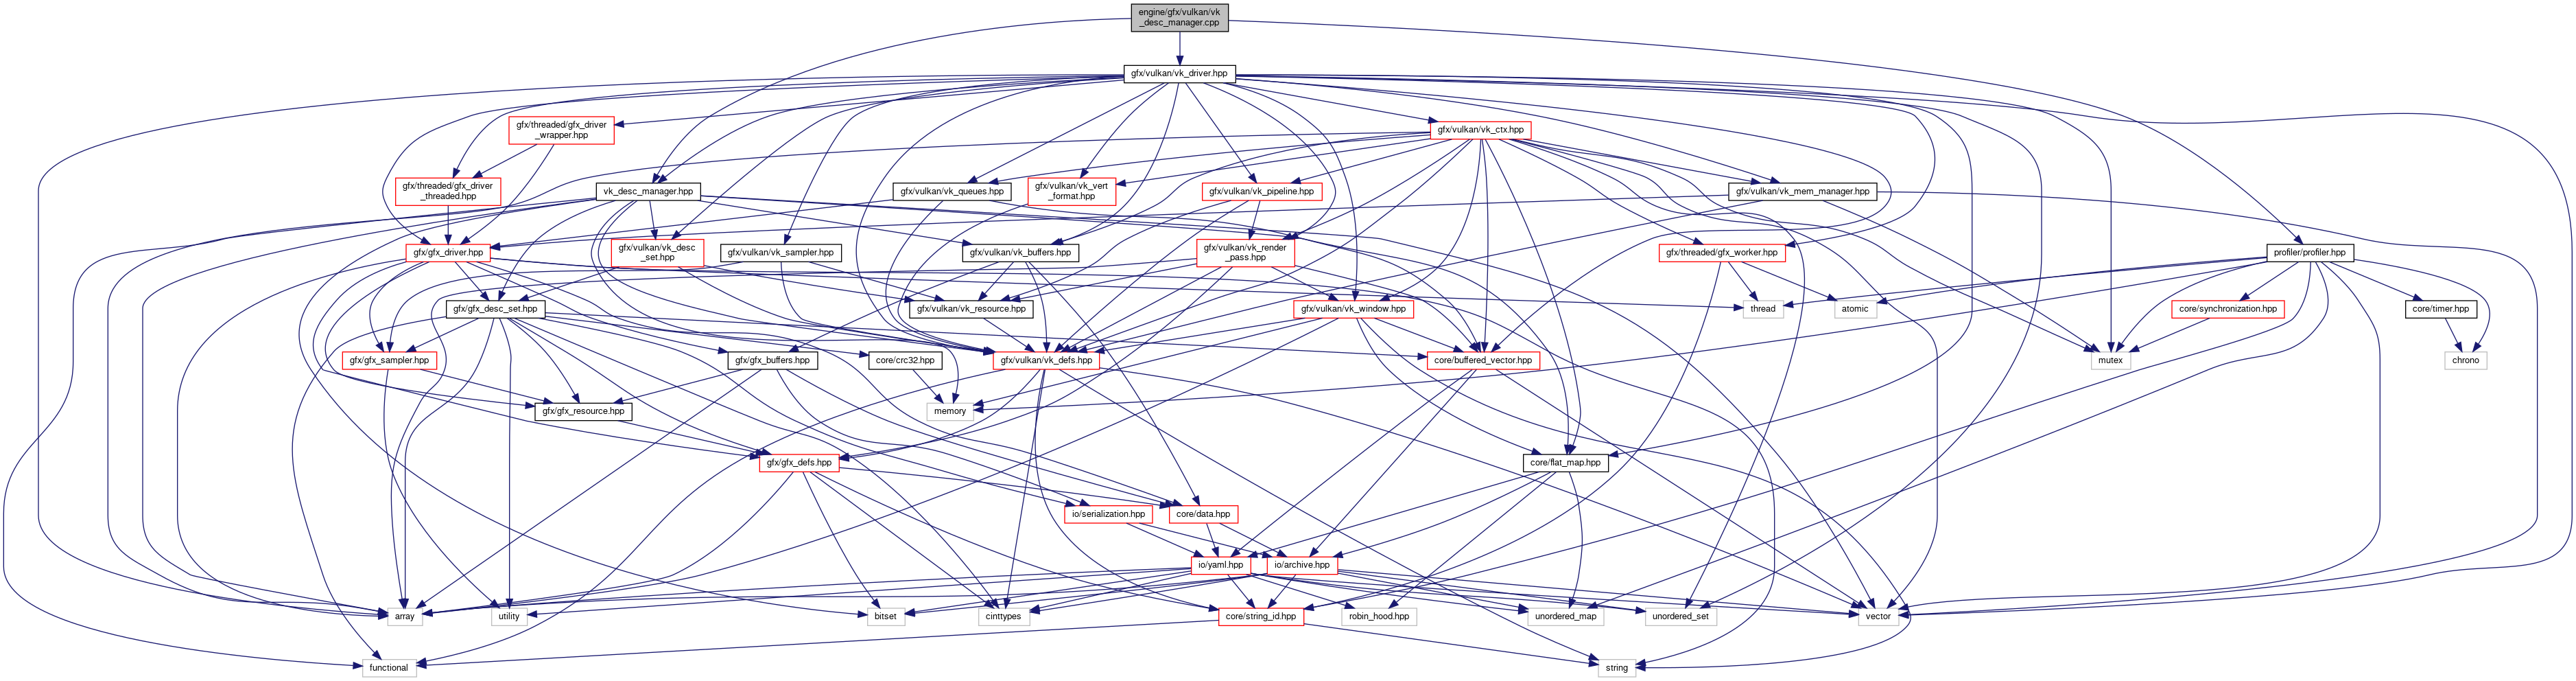 engine/gfx/vulkan/vk
_desc_manager.cpp
gfx/vulkan/vk_driver.hpp
gfx/threaded/gfx_driver
_wrapper.hpp
gfx/vulkan/vk_ctx.hpp
gfx/threaded/gfx_driver
_threaded.hpp
vk_desc_manager.hpp
gfx/vulkan/vk_queues.hpp
gfx/vulkan/vk_vert
_format.hpp
gfx/vulkan/vk_pipeline.hpp
gfx/vulkan/vk_mem_manager.hpp
gfx/gfx_driver.hpp
gfx/vulkan/vk_desc
_set.hpp
gfx/vulkan/vk_sampler.hpp
gfx/vulkan/vk_buffers.hpp
gfx/vulkan/vk_render
_pass.hpp
gfx/threaded/gfx_worker.hpp
profiler/profiler.hpp
gfx/gfx_desc_set.hpp
gfx/vulkan/vk_resource.hpp
gfx/vulkan/vk_window.hpp
thread
atomic
core/synchronization.hpp
core/timer.hpp
gfx/gfx_sampler.hpp
gfx/gfx_buffers.hpp
core/crc32.hpp
gfx/vulkan/vk_defs.hpp
core/buffered_vector.hpp
mutex
chrono
gfx/gfx_resource.hpp
memory
gfx/gfx_defs.hpp
core/flat_map.hpp
io/serialization.hpp
core/data.hpp
io/yaml.hpp
io/archive.hpp
array
utility
bitset
cinttypes
core/string_id.hpp
robin_hood.hpp
unordered_map
unordered_set
vector
functional
string